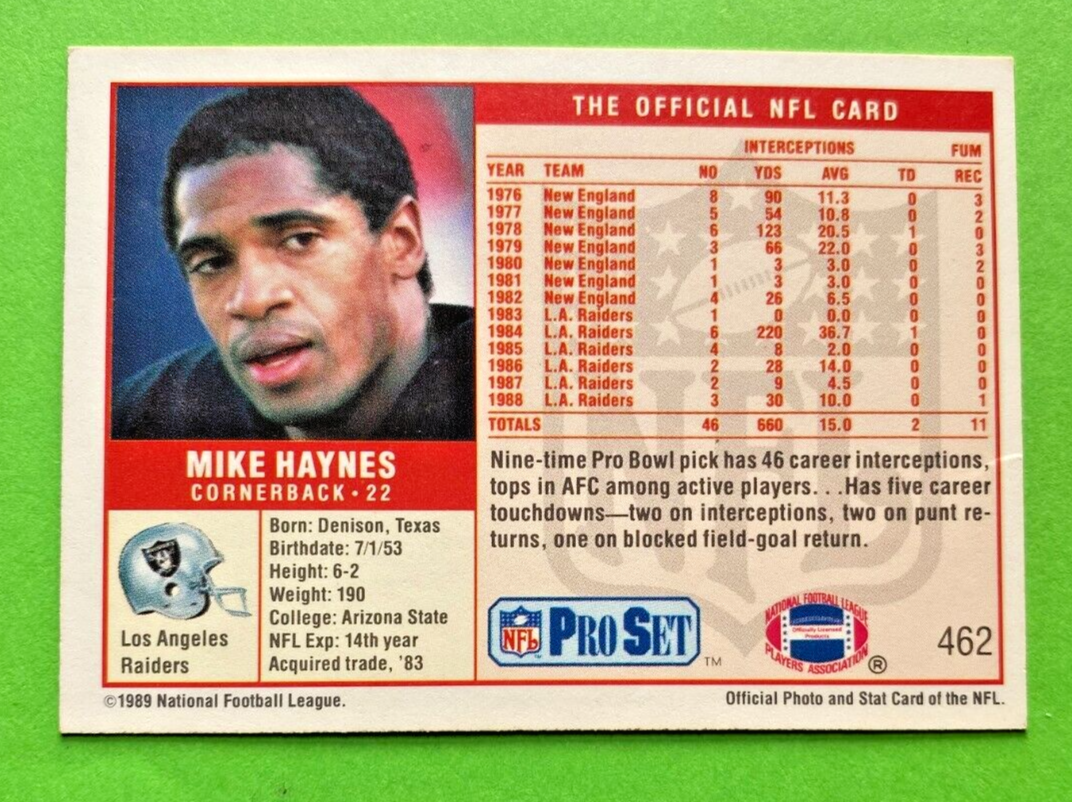 THE OFFICIAL NFL CARD
INTERCEPTIONS FUM
YEAR TEAM NO YDS AVG TD REC
1976 New England 8 90 11.3 0 3
1977 New England 5 54 10.8 0 2
1978 New England 6 123 20.5 1 0
1979 New England 3 66 22.0 0 3
1980 New England 1 3 3.0 0 2
1981 New England 1 3 3.0 0 0
1982 New England 4 26 6.5 0 0
1983 L.A. Raiders 1 0 0.0 0 0
1984 L.A. Raiders 6 220 36.7 1 0
1985 L.A. Raiders 4 8 2.0 0 0
1986 L.A. Raiders 2 28 14.0 0 0
1987 L.A. Raiders 2 9 4.5 0 0
1988 L.A. Raiders 3 30 10.0 0 1
TOTALS 46 660 15.0 2 11
MIKE HAYNES
CORNERBACK • 22
Nine-time Pro Bowl pick has 46 career interceptions,
tops in AFC among active players. . .Has five career
touchdowns—two on interceptions, two on punt re-
turns, one on blocked field-goal return.
Born: Denison, Texas
Birthdate: 7/1/53
Height: 6-2
Weight: 190
College: Arizona State
NFL Exp: 14th year
Acquired trade, '83
Los Angeles
Raiders
NFL PRO SET TM
NATIONAL FOOTBALL LEAGUE
Officially Licensed
Products
PLAYERS ASSOCIATION ®
462
NFL
©1989 National Football League.
Official Photo and Stat Card of the NFL.